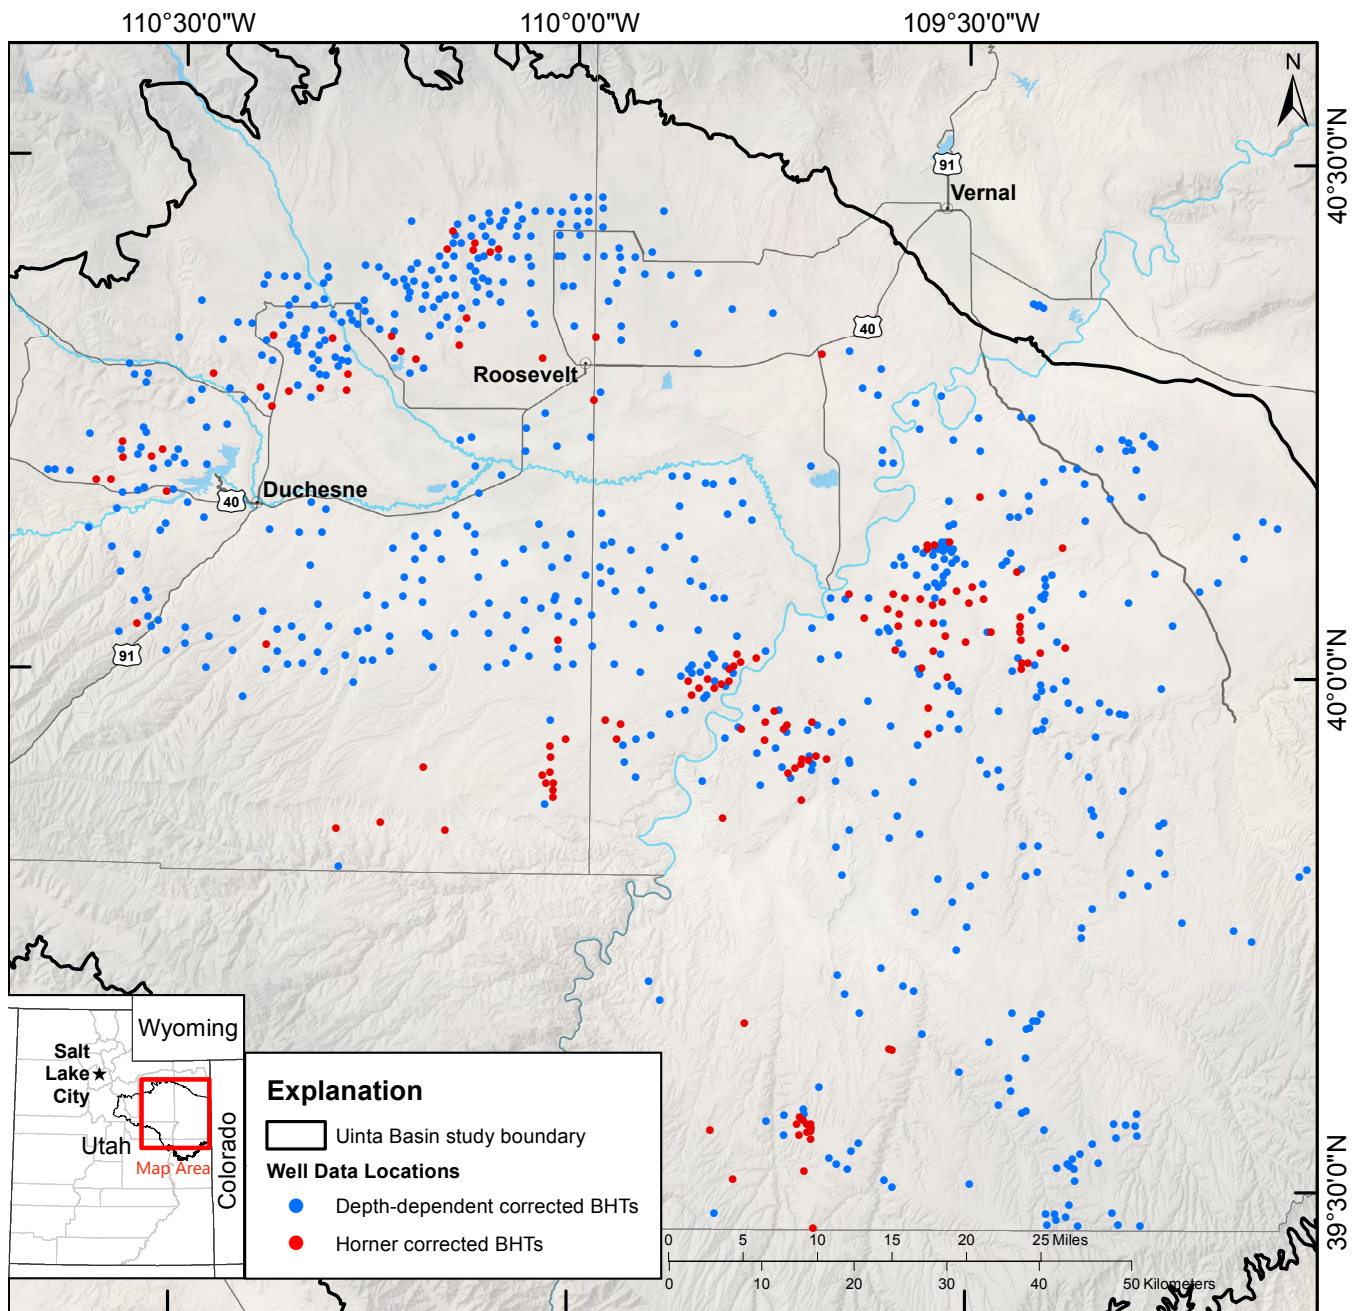 110°30'0"W
110°0'0"W
109°30'0"W
N
40°30'0"N
91
Vernal
40
Roosevelt
Duchesne
40
91
40°0'0"N
Wyoming
Salt
Lake
City
Utah
Colorado
Map Area
Explanation
Uinta Basin study boundary
Well Data Locations
Depth-dependent corrected BHTs
Horner corrected BHTs
39°30'0"N
0 5 10 15 20 25 Miles
0 10 20 30 40 50 Kilometers